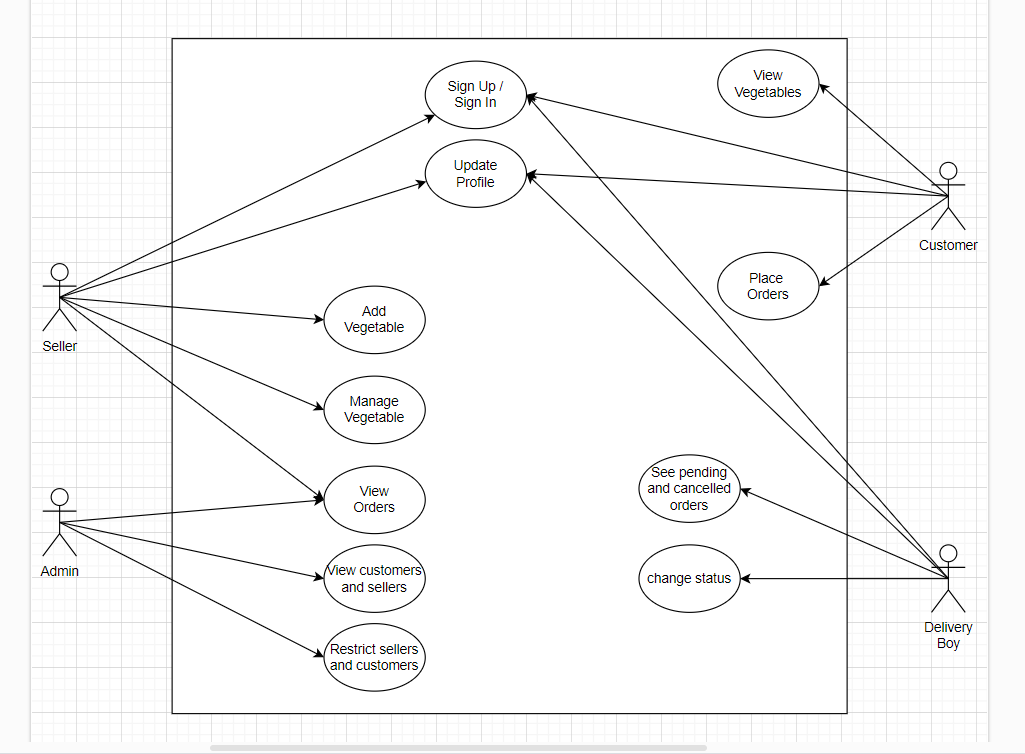 Sign Up /
Sign In
View
Vegetables
Update
Profile
Customer
Place
Orders
Add
Vegetable
Seller
Manage
Vegetable
View
Orders
See pending
and cancelled
orders
Admin
View customers
and sellers
change status
Delivery
Boy
Restrict sellers
and customers